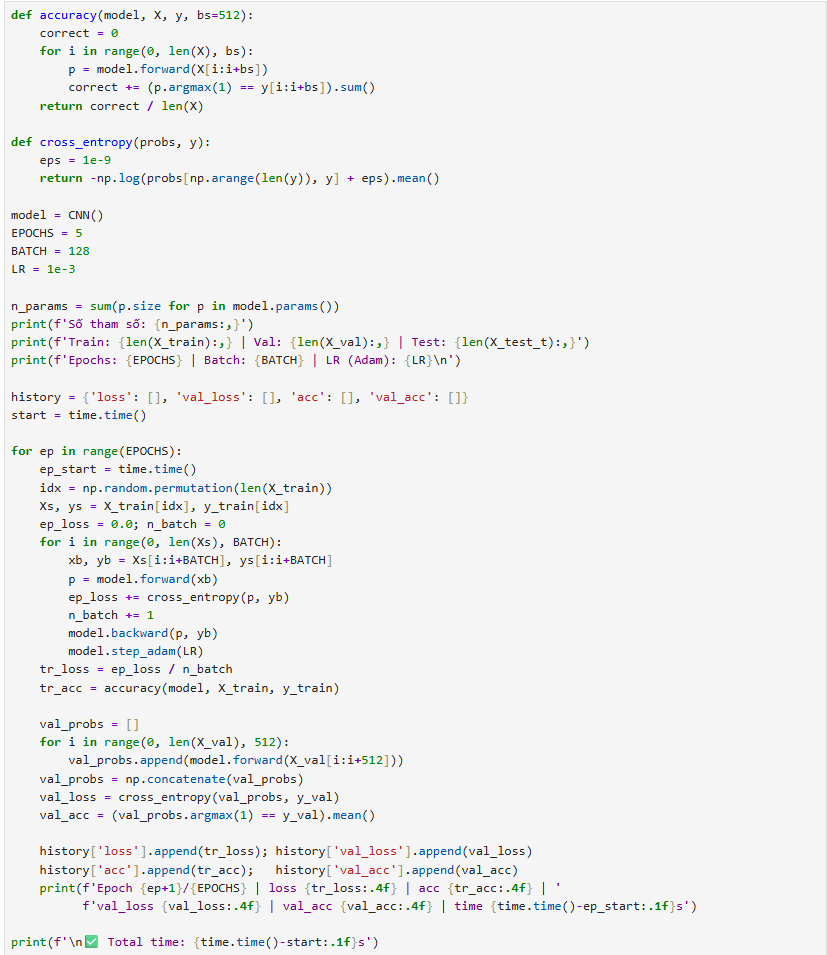 def accuracy(model, X, y, bs=512):
    correct = 0
    for i in range(0, len(X), bs):
        p = model.forward(X[i:i+bs])
        correct += (p.argmax(1) == y[i:i+bs]).sum()
    return correct / len(X)

def cross_entropy(probs, y):
    eps = 1e-9
    return -np.log(probs[np.arange(len(y)), y] + eps).mean()

model = CNN()
EPOCHS = 5
BATCH = 128
LR = 1e-3

n_params = sum(p.size for p in model.params())
print(f'Số tham số: {n_params:,}')
print(f'Train: {len(X_train):,} | Val: {len(X_val):,} | Test: {len(X_test_t):,}')
print(f'Epochs: {EPOCHS} | Batch: {BATCH} | LR (Adam): {LR}\n')

history = {'loss': [], 'val_loss': [], 'acc': [], 'val_acc': []}
start = time.time()

for ep in range(EPOCHS):
    ep_start = time.time()
    idx = np.random.permutation(len(X_train))
    Xs, ys = X_train[idx], y_train[idx]
    ep_loss = 0.0; n_batch = 0
    for i in range(0, len(Xs), BATCH):
        xb, yb = Xs[i:i+BATCH], ys[i:i+BATCH]
        p = model.forward(xb)
        ep_loss += cross_entropy(p, yb)
        n_batch += 1
        model.backward(p, yb)
        model.step_adam(LR)
    tr_loss = ep_loss / n_batch
    tr_acc = accuracy(model, X_train, y_train)

    val_probs = []
    for i in range(0, len(X_val), 512):
        val_probs.append(model.forward(X_val[i:i+512]))
    val_probs = np.concatenate(val_probs)
    val_loss = cross_entropy(val_probs, y_val)
    val_acc = (val_probs.argmax(1) == y_val).mean()

    history['loss'].append(tr_loss); history['val_loss'].append(val_loss)
    history['acc'].append(tr_acc);   history['val_acc'].append(val_acc)
    print(f'Epoch {ep+1}/{EPOCHS} | loss {tr_loss:.4f} | acc {tr_acc:.4f} | '
          f'val_loss {val_loss:.4f} | val_acc {val_acc:.4f} | time {time.time()-ep_start:.1f}s')

print(f'\n✅ Total time: {time.time()-start:.1f}s')